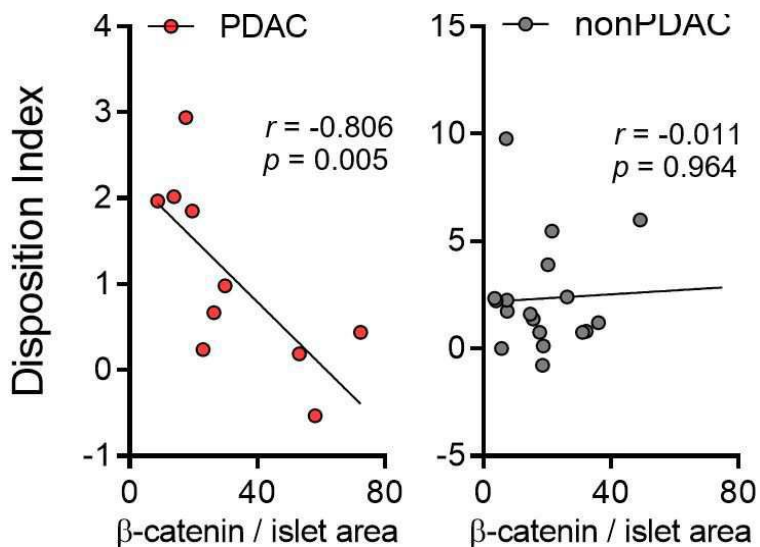 PDAC
r = -0.806
p = 0.005
4
3
2
1
0
-1
Disposition Index
0
40
80
β-catenin / islet area
nonPDAC
r = -0.011
p = 0.964
15
10
5
0
-5
0
40
80
β-catenin / islet area